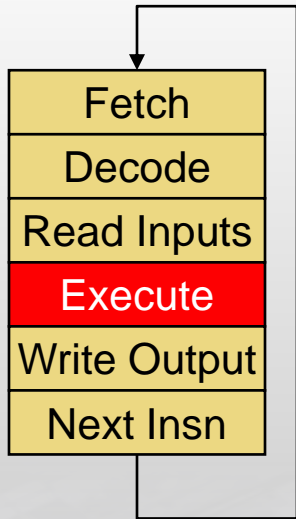 Fetch
Decode
Read Inputs
Execute
Write Output
Next Insn